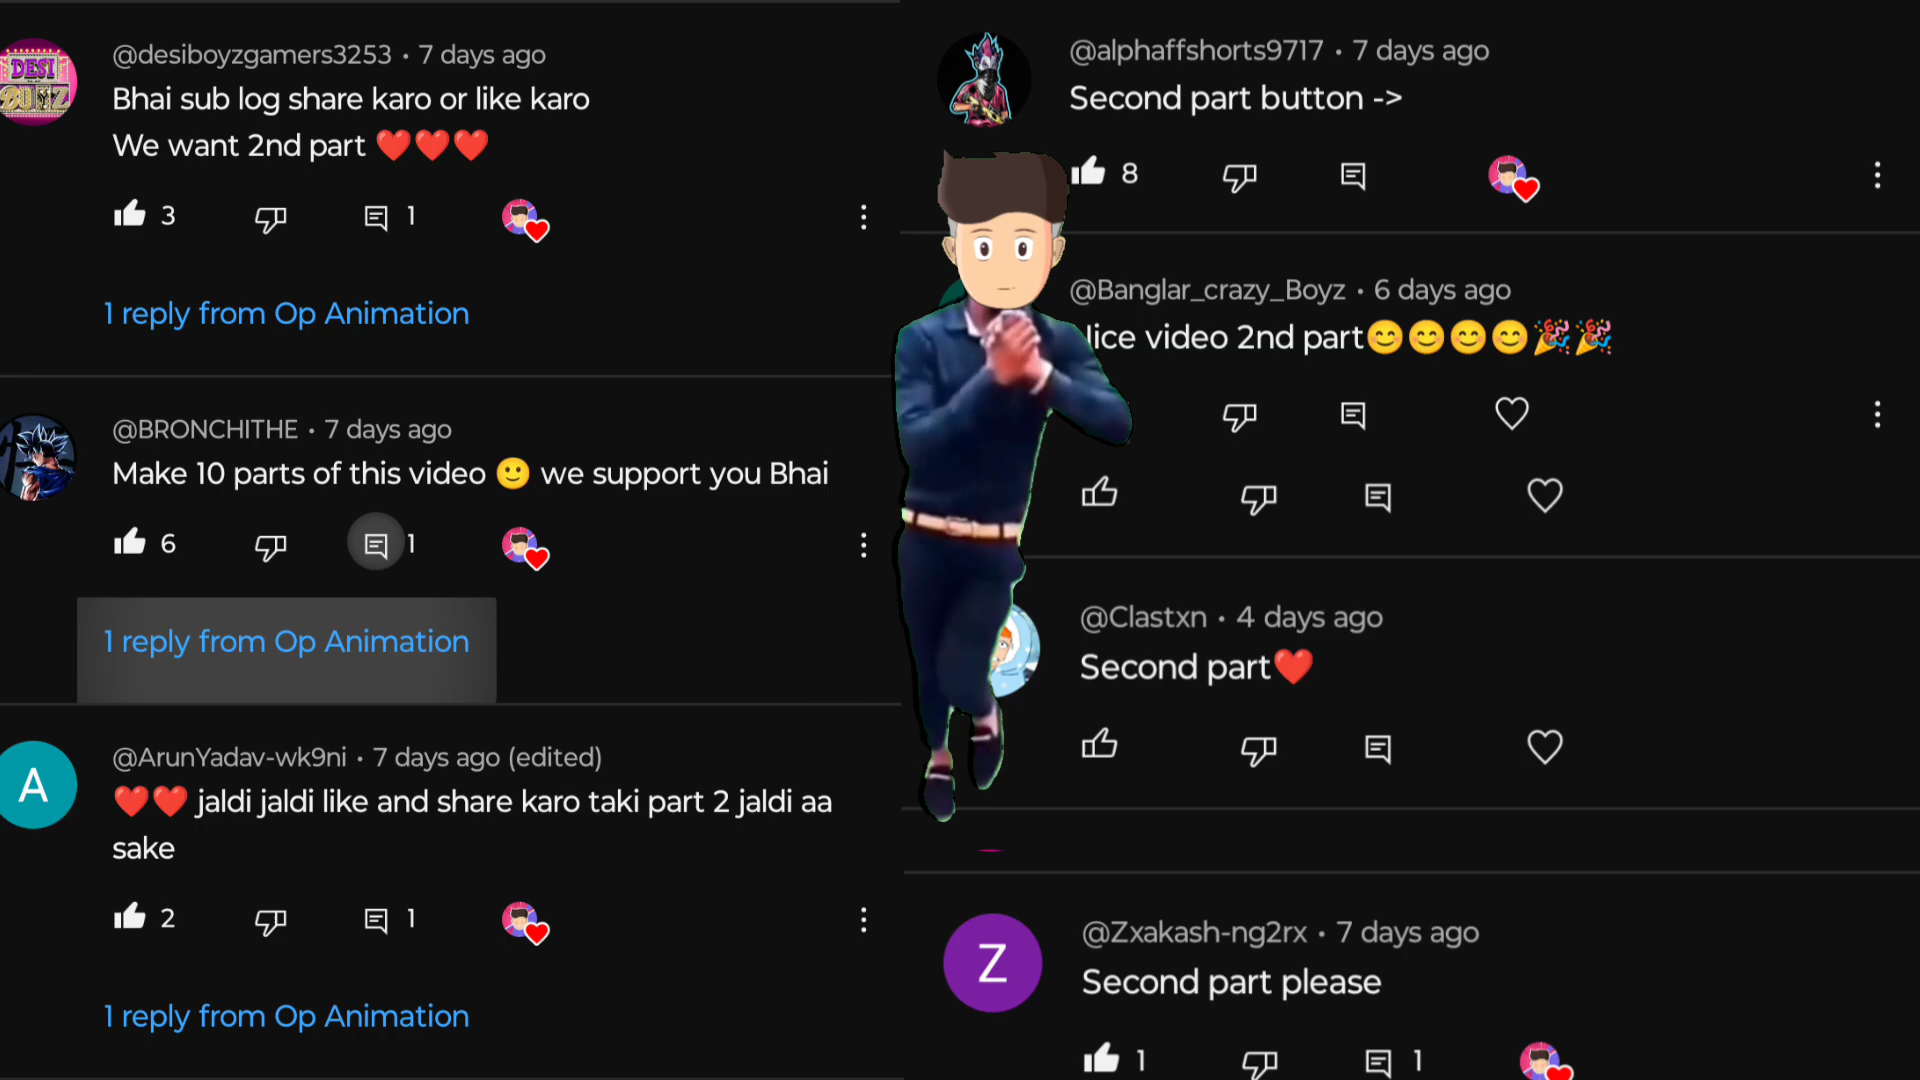 DESI
BOYZ
@desiboyzgamers3253 • 7 days ago
Bhai sub log share karo or like karo
We want 2nd part ❤️❤️❤️
3
1
1 reply from Op Animation
@BRONCHITHE • 7 days ago
Make 10 parts of this video 🙂 we support you Bhai
6
1
1 reply from Op Animation
A
@ArunYadav-wk9ni • 7 days ago (edited)
❤️❤️ jaldi jaldi like and share karo taki part 2 jaldi aa
sake
2
1
1 reply from Op Animation
@alphaffshorts9717 • 7 days ago
Second part button ->
8
@Banglar_crazy_Boyz • 6 days ago
video 2nd part😊😊😊😊🎉🎉
@Clastxn • 4 days ago
Second part❤️
Z
@Zxakash-ng2rx • 7 days ago
Second part please
1
1